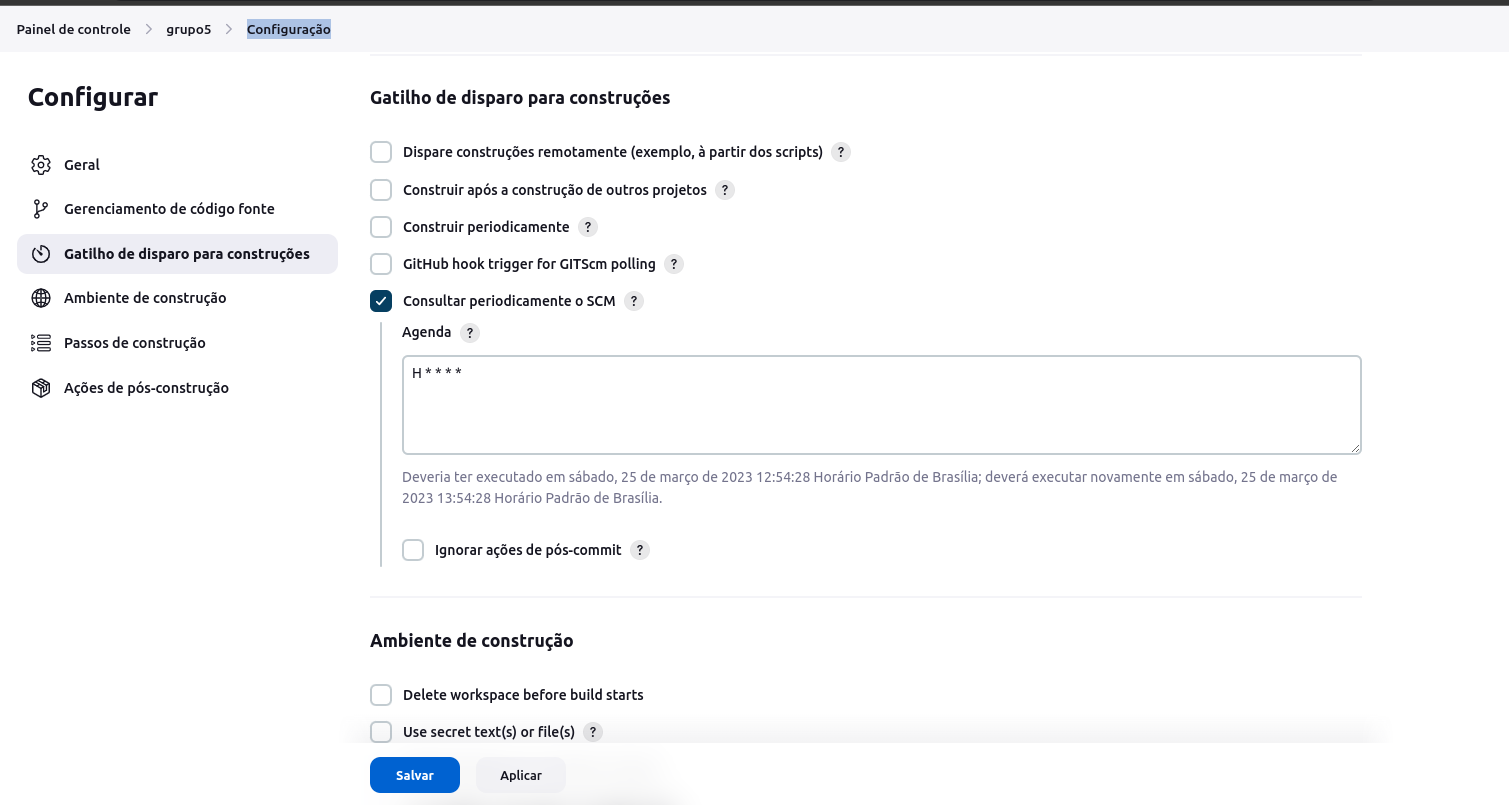 Painel de controle > grupo5 > Configuração
Configurar
Geral
Gerenciamento de código fonte
Gatilho de disparo para construções
Ambiente de construção
Passos de construção
Ações de pós-construção
Gatilho de disparo para construções
Dispare construções remotamente (exemplo, à partir dos scripts) ?
Construir após a construção de outros projetos ?
Construir periodicamente ?
GitHub hook trigger for GITScm polling ?
Consultar periodicamente o SCM ?
Agenda ?
H * * * *
Deveria ter executado em sábado, 25 de março de 2023 12:54:28 Horário Padrão de Brasília; deverá executar novamente em sábado, 25 de março de
2023 13:54:28 Horário Padrão de Brasília.
Ignorar ações de pós-commit ?
Ambiente de construção
Delete workspace before build starts
Use secret text(s) or file(s) ?
Salvar Aplicar